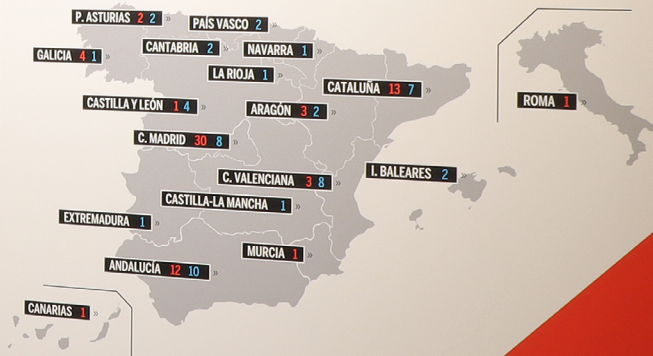 P. ASTURIAS 2 2
PAÍS VASCO 2
GALICIA 4 1
CANTABRIA 2
NAVARRA 1
LA RIOJA 1
CATALUÑA 13 7
ROMA 1
CASTILLA Y LEÓN 1 4
ARAGÓN 3 2
C. MADRID 30 8
C. VALENCIANA 3 8
I. BALEARES 2
CASTILLA-LA MANCHA 1
EXTREMADURA 1
MURCIA 1
ANDALUCÍA 12 10
CANARIAS 1